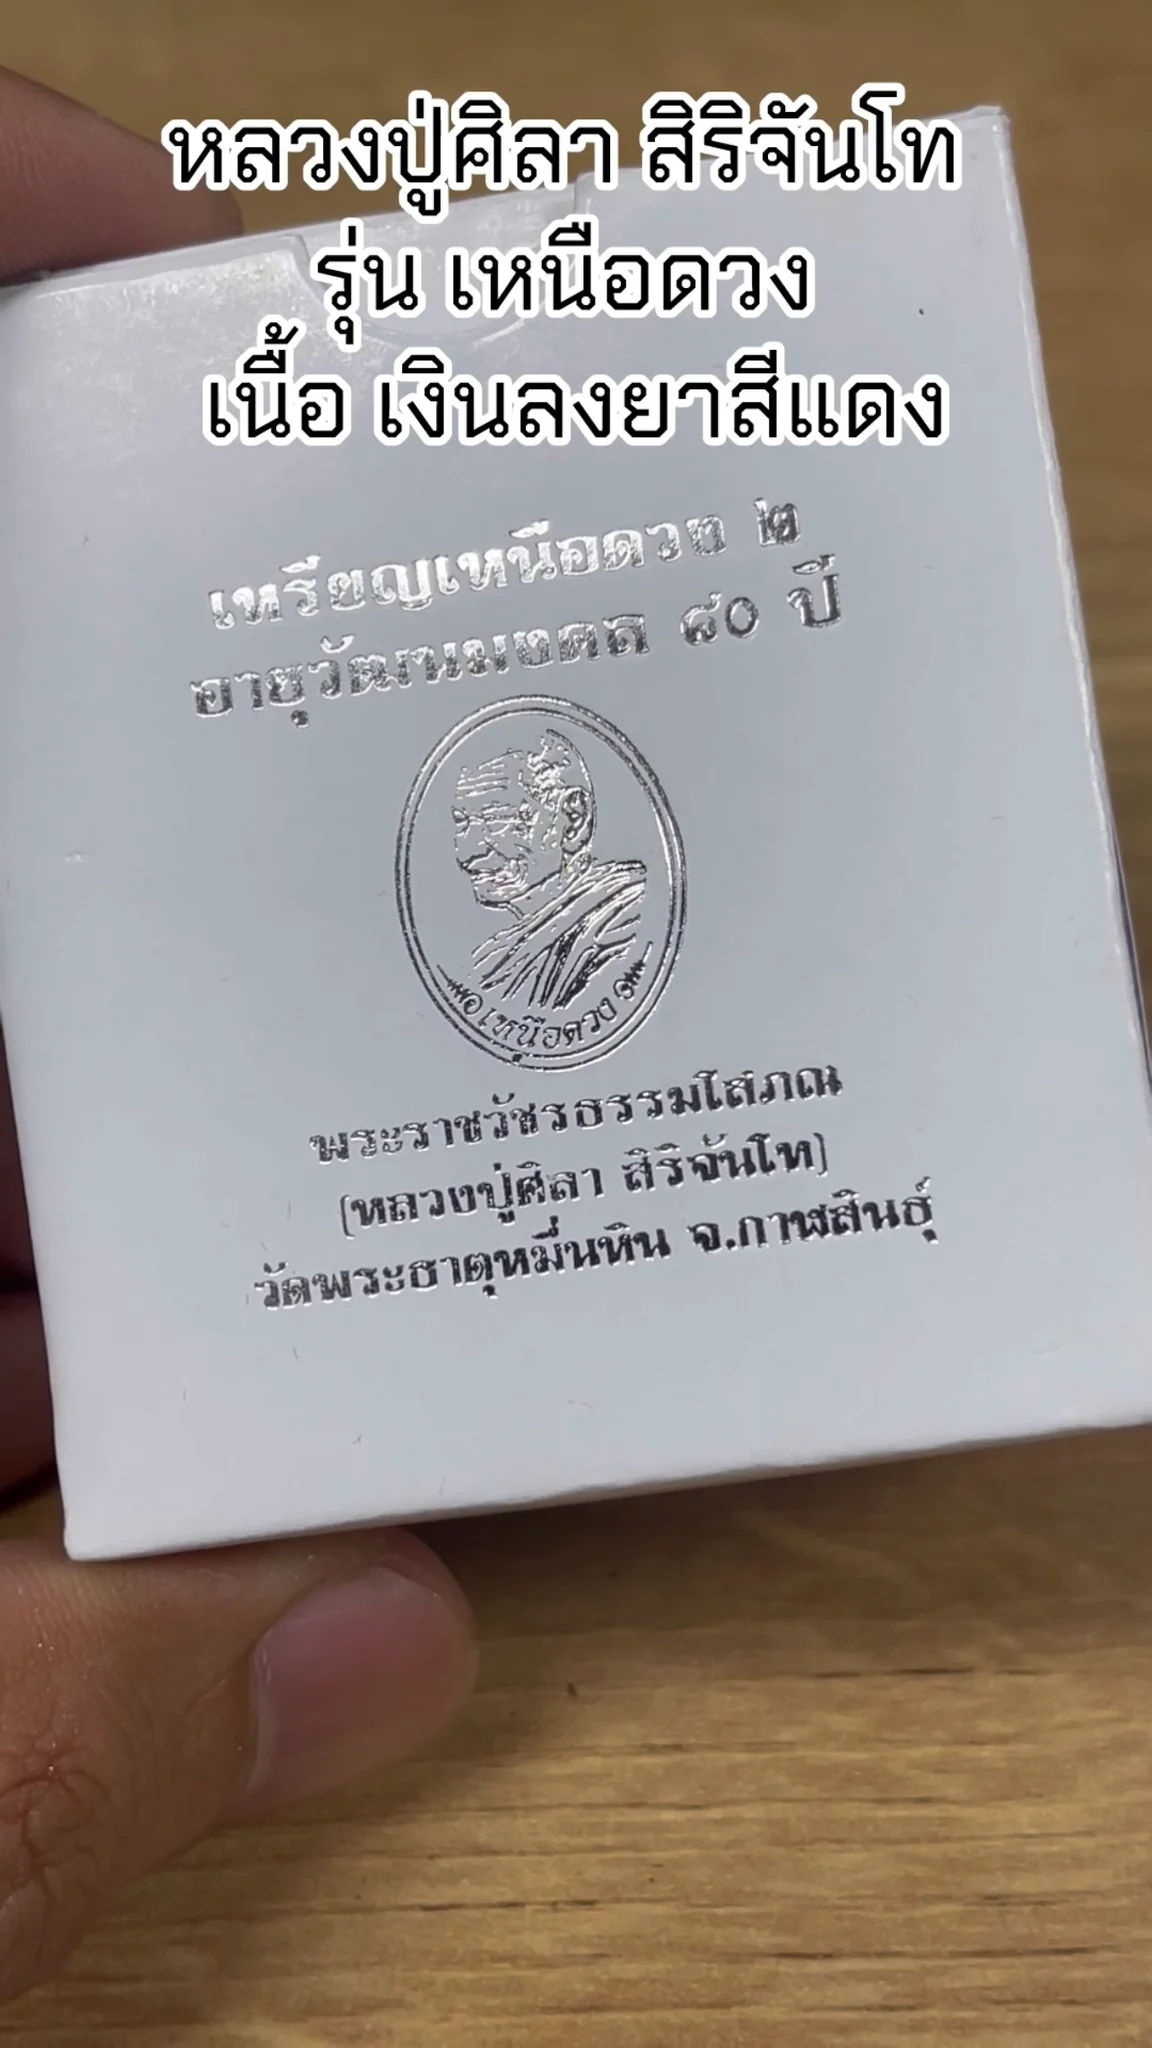 หลวงปู่ศิลา สิริจันโท
รุ่น เหนือดวง
เนื้อ เงินลงยาสีแดง
เหรียญเหนือดวง ๒
อายุวัฒนมงคล ๘๐ ปี
เหนือดวง
พระราชวัชรธรรมโสภณ
(หลวงปู่ศิลา สิริจันโท)
วัดพระธาตุหมื่นหิน จ.กาฬสินธุ์